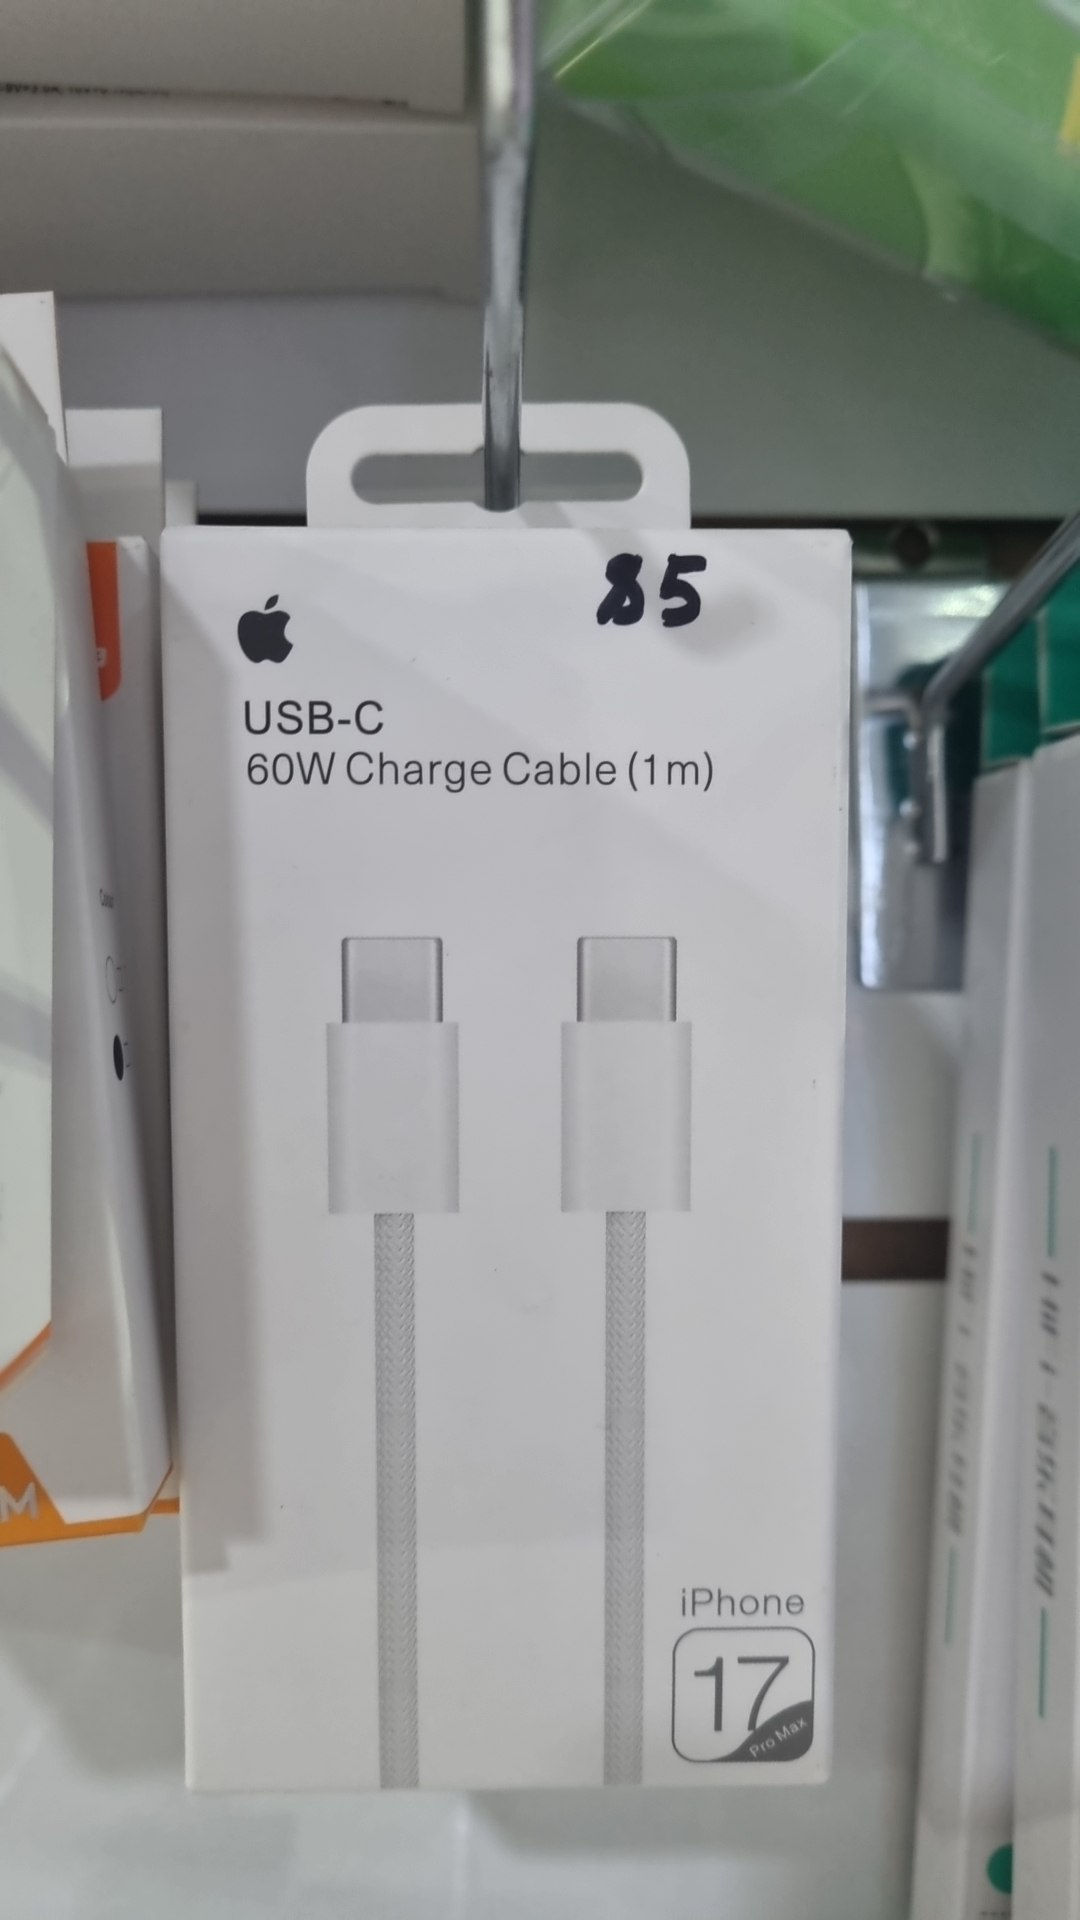 85
USB-C
60W Charge Cable (1m)
iPhone
17
Pro Max
M